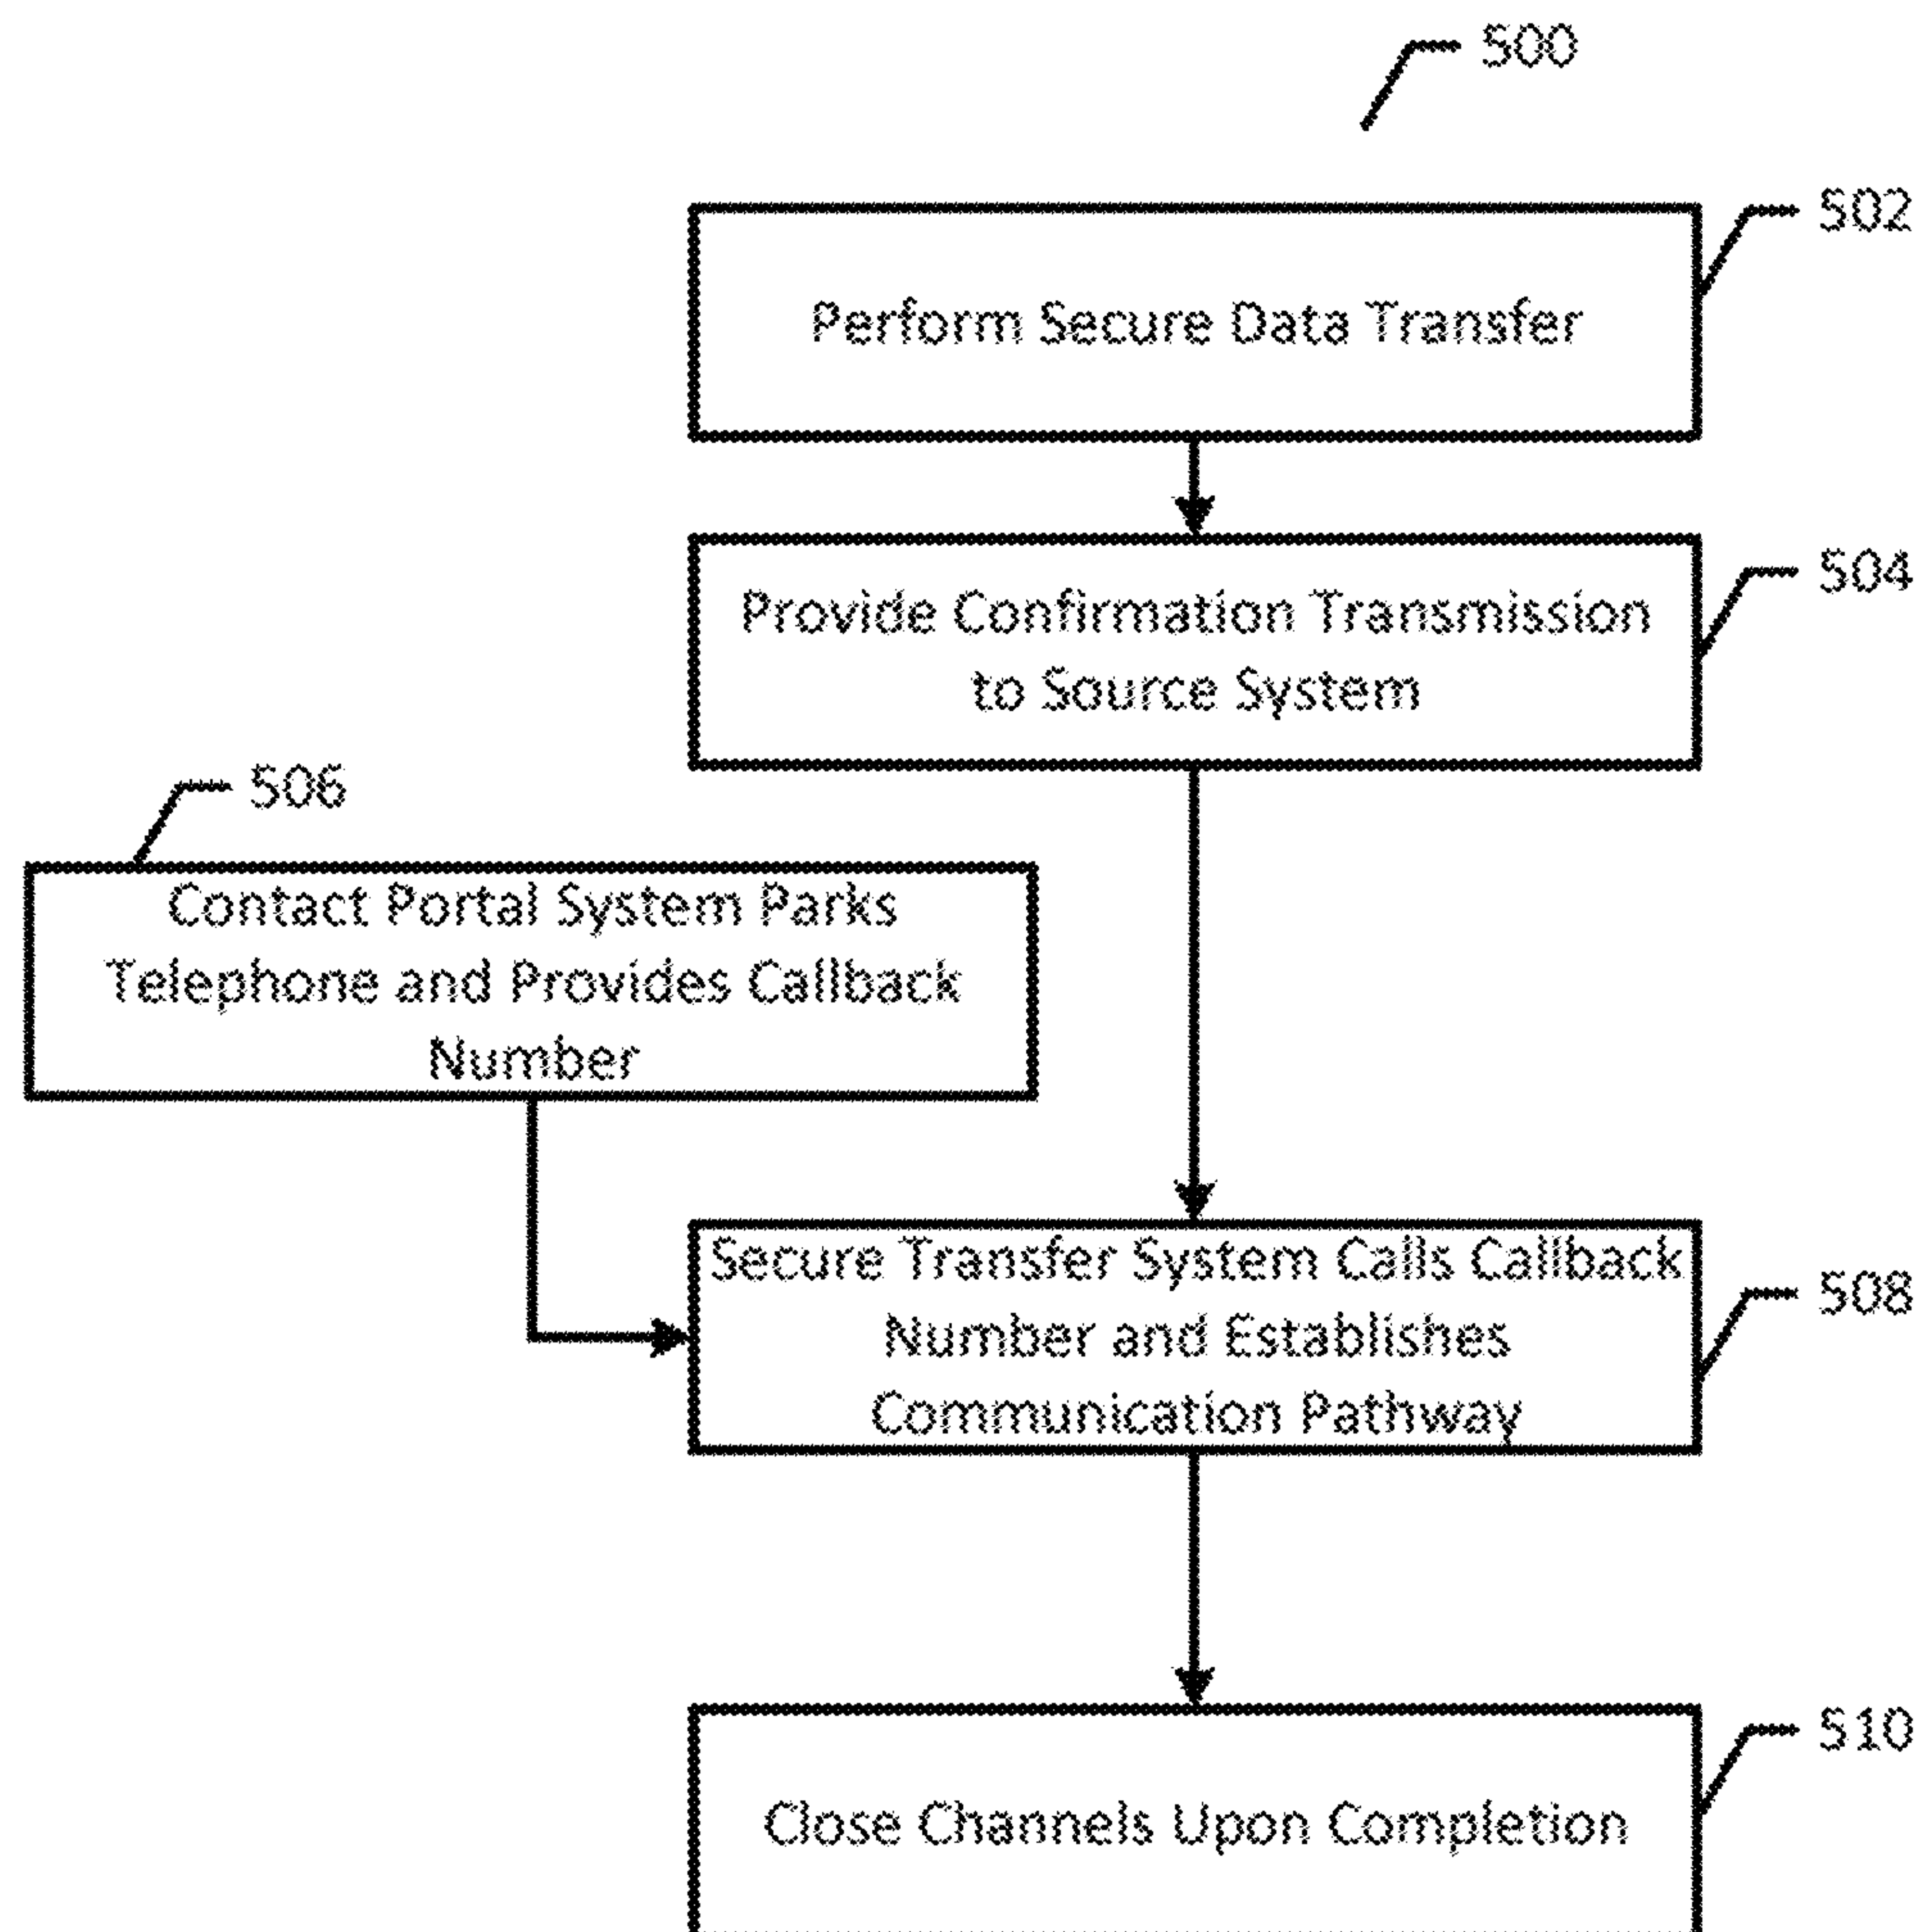 500
502
Perform Secure Data Transfer
504
Provide Confirmation Transmission
to Source System
506
Contact Portal System Parks
Telephone and Provides Callback
Number
508
Secure Transfer System Calls Callback
Number and Establishes
Communication Pathway
510
Close Channels Upon Completion